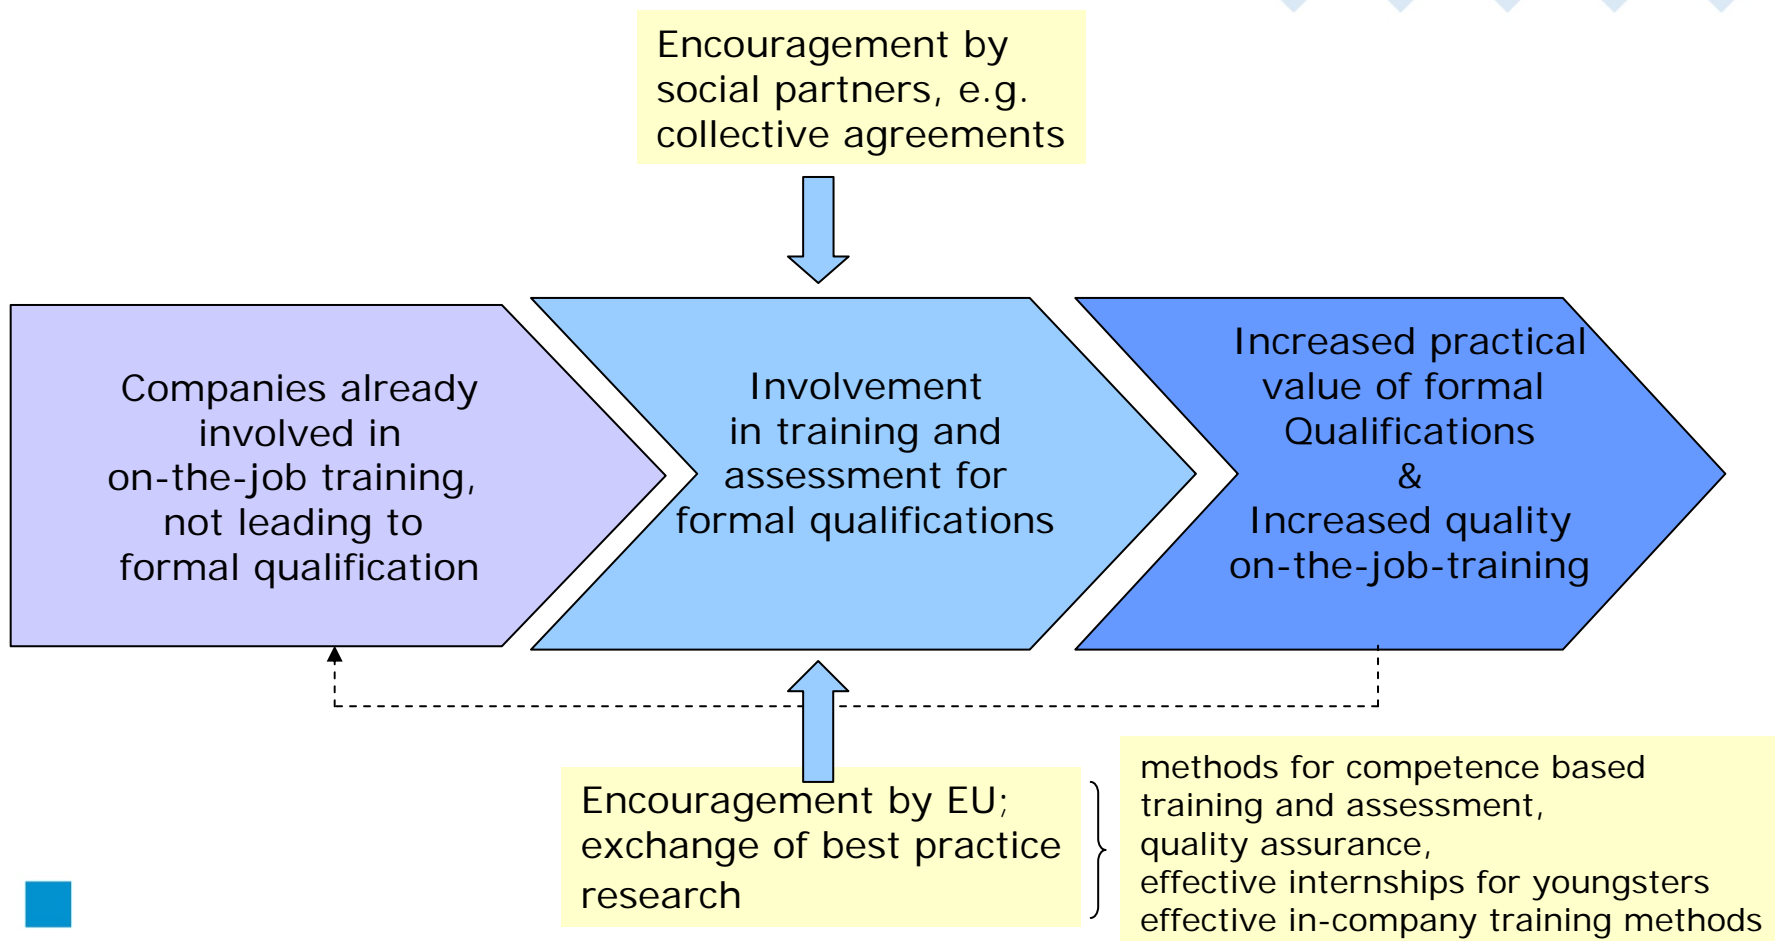 Encouragement by
social partners, e.g.
collective agreements
Companies already
involved in
on-the-job training,
not leading to
formal qualification
Involvement
in training and
assessment for
formal qualifications
Increased practical
value of formal
Qualifications
&
Increased quality
on-the-job-training
Encouragement by EU;
exchange of best practice
research
methods for competence based
training and assessment,
quality assurance,
effective internships for youngsters
effective in-company training methods